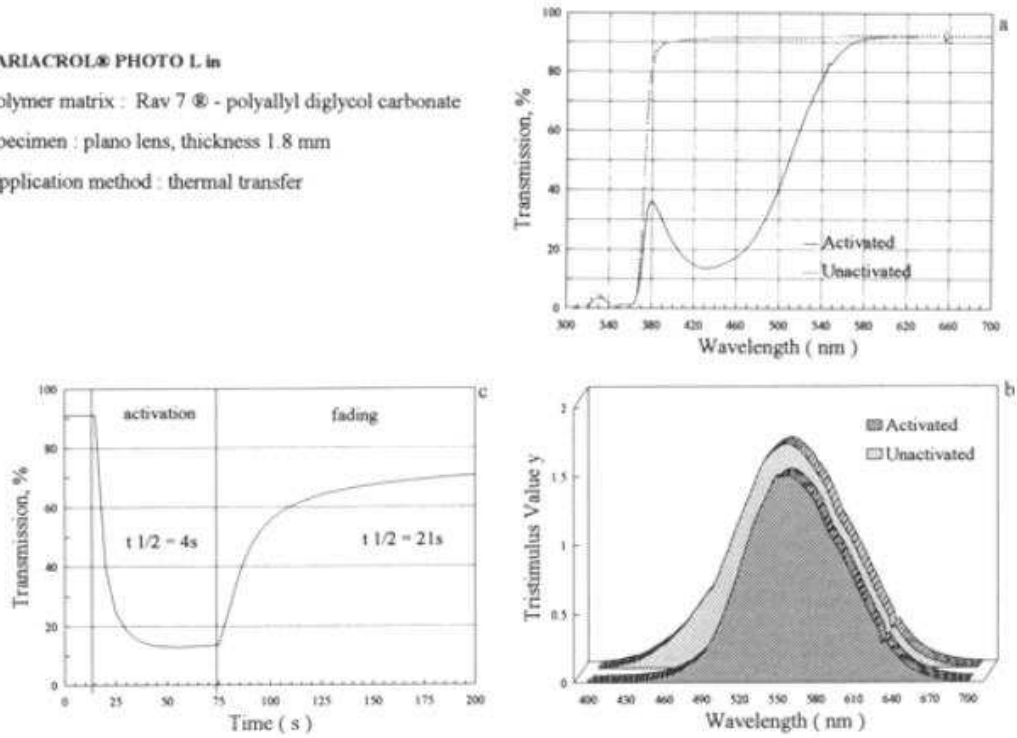 ARIACROL® PHOTO L in
olymer matrix : Rav 7 ® - polyallyl diglycol carbonate
pecimen : plano lens, thickness 1.8 mm
pplication method : thermal transfer
a
100
80
60
40
20
0
Transmission, %
Activated
Unactivated
300 340 380 420 460 500 540 580 620 660 700
Wavelength ( nm )
c
100
80
60
40
20
0
Transmission, %
activation fading
t 1/2 = 4s t 1/2 = 21s
0 25 50 75 100 125 150 175 200
Time ( s )
b
2
1.5
1
0.5
0
Tristimulus Value y
Activated
Unactivated
400 430 460 490 520 550 580 610 640 670 700
Wavelength ( nm )